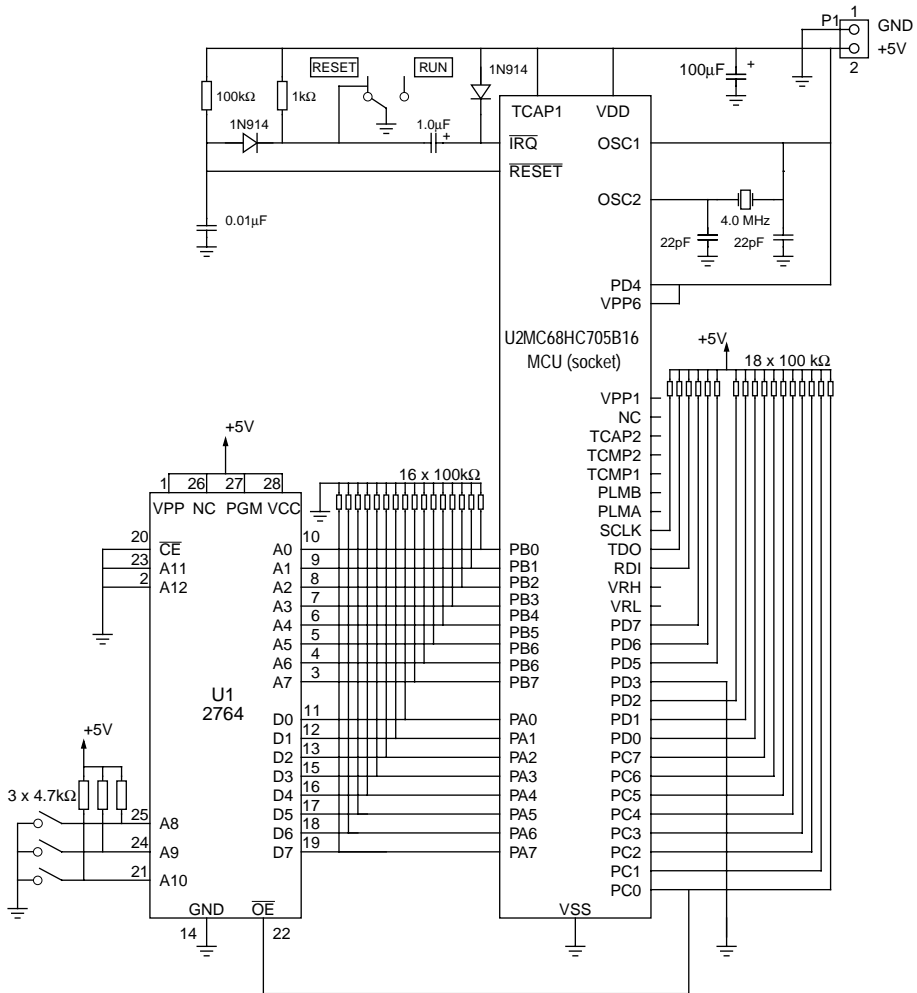 P1
1
GND
+5V
2
RESET
RUN
1N914
100µF
+
100kΩ
1kΩ
1N914
1.0µF
+
TCAP1
VDD
IRQ
OSC1
RESET
0.01µF
OSC2
4.0 MHz
22pF
22pF
PD4
VPP6
U2MC68HC705B16
MCU (socket)
+5V
18 x 100 kΩ
VPP1
NC
TCAP2
TCMP2
TCMP1
PLMB
PLMA
SCLK
TDO
RDI
VRH
VRL
PD7
PD6
PD5
PD3
PD2
PD1
PD0
PC7
PC6
PC5
PC4
PC3
PC2
PC1
PC0
VSS
+5V
16 x 100kΩ
1
26
27
28
VPP
NC
PGM
VCC
20
CE
23
A11
2
A12
A0
10
A1
9
A2
8
A3
7
A4
6
A5
5
A6
4
A7
3
PB0
PB1
PB2
PB3
PB4
PB5
PB6
PB6
PB7
U1
2764
D0
11
D1
12
D2
13
D3
15
D4
16
D5
17
D6
18
D7
19
PA0
PA1
PA2
PA3
PA4
PA5
PA6
PA7
+5V
3 x 4.7kΩ
25
A8
24
A9
21
A10
GND
OE
14
22